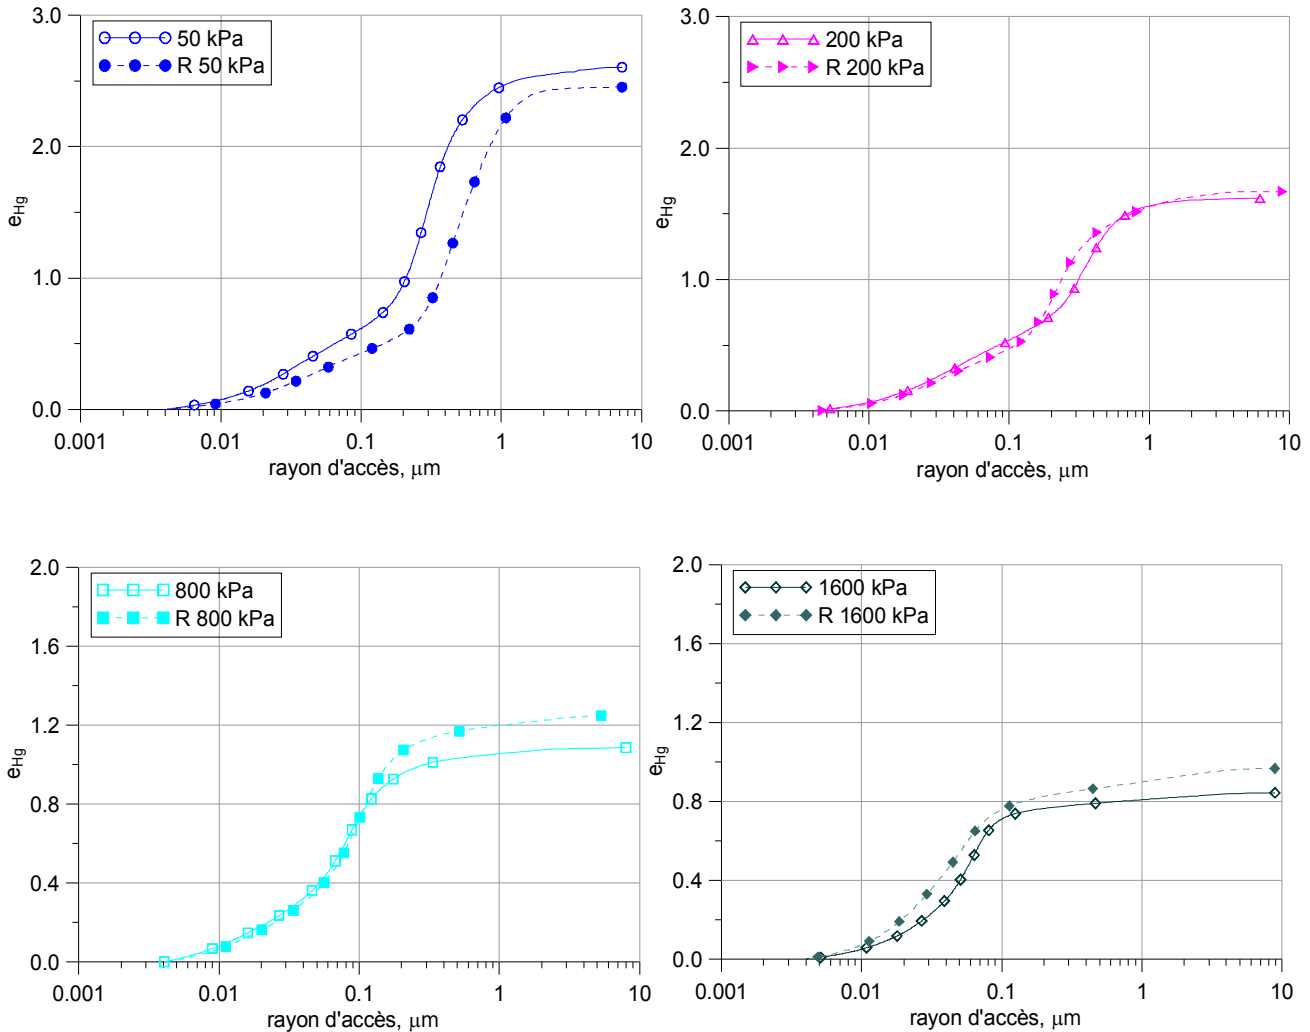 3.0
2.0
1.0
0.0
e_Hg
50 kPa
R 50 kPa
0.001 0.01 0.1 1 10
rayon d'accès, μm
3.0
2.0
1.0
0.0
e_Hg
200 kPa
R 200 kPa
0.001 0.01 0.1 1 10
rayon d'accès, μm
2.0
1.6
1.2
0.8
0.4
0.0
e_Hg
800 kPa
R 800 kPa
0.001 0.01 0.1 1 10
rayon d'accès, μm
2.0
1.6
1.2
0.8
0.4
0.0
e_Hg
1600 kPa
R 1600 kPa
0.001 0.01 0.1 1 10
rayon d'accès, μm